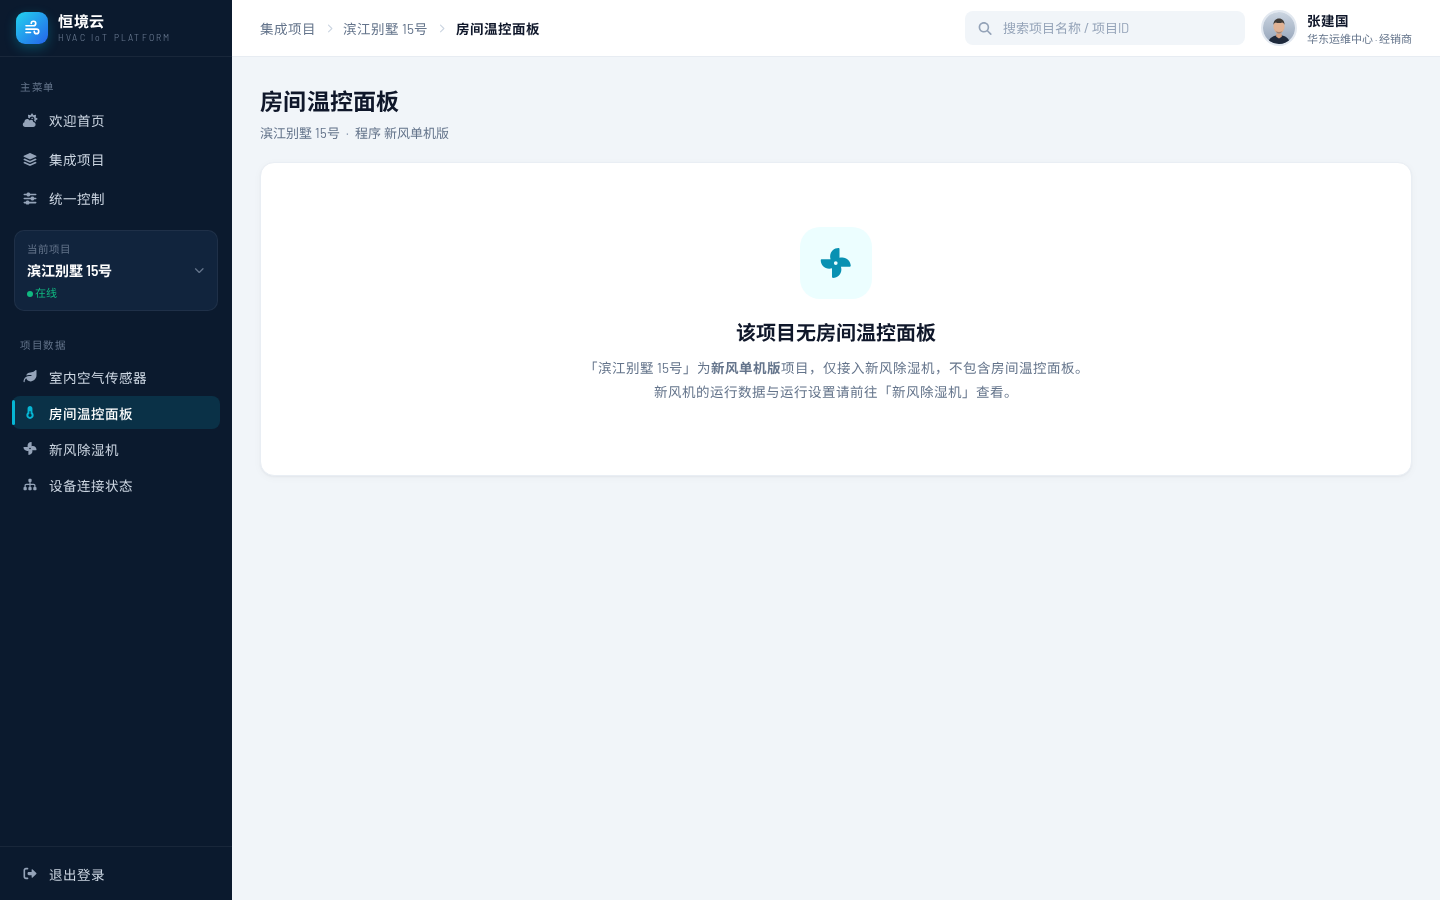 恒境云
HVAC IoT PLATFORM
主菜单
欢迎首页
集成项目
统一控制
当前项目
滨江别墅 15号
在线
项目数据
室内空气传感器
房间温控面板
新风除湿机
设备连接状态
退出登录
集成项目 > 滨江别墅 15号 > 房间温控面板
搜索项目名称 / 项目ID
张建国
华东运维中心 · 经销商
房间温控面板
滨江别墅 15号 · 程序 新风单机版
该项目无房间温控面板
「滨江别墅 15号」为新风单机版项目，仅接入新风除湿机，不包含房间温控面板。
新风机的运行数据与运行设置请前往「新风除湿机」查看。